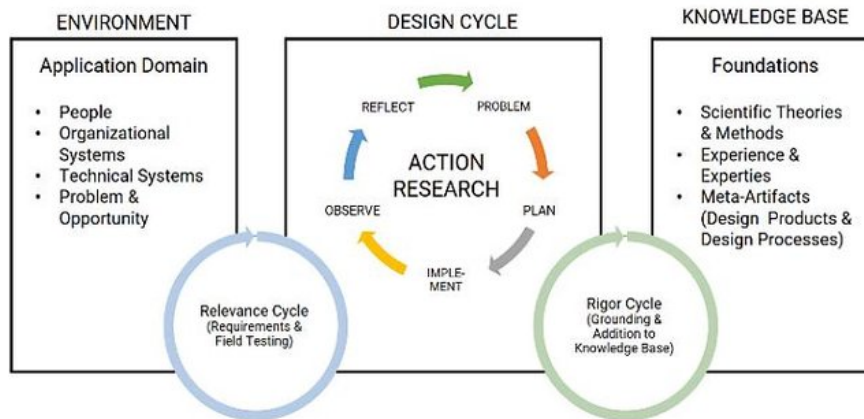 ENVIRONMENT
Application Domain
• People
• Organizational
Systems
• Technical Systems
• Problem &
Opportunity
Relevance Cycle
(Requirements &
Field Testing)
DESIGN CYCLE
REFLECT
PROBLEM
ACTION
RESEARCH
OBSERVE
PLAN
IMPLE-
MENT
Rigor Cycle
(Grounding &
Addition to
Knowledge Base)
KNOWLEDGE BASE
Foundations
• Scientific Theories
& Methods
• Experience &
Experties
• Meta-Artifacts
(Design Products &
Design Processes)